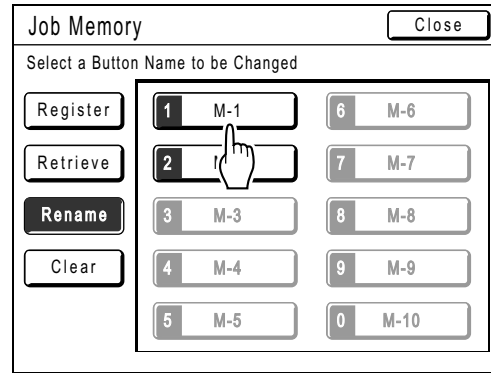 Job Memory
Close
Select a Button Name to be Changed
Register
Retrieve
Rename
Clear
1 M-1
2
3 M-3
4 M-4
5 M-5
6 M-6
7 M-7
8 M-8
9 M-9
0 M-10